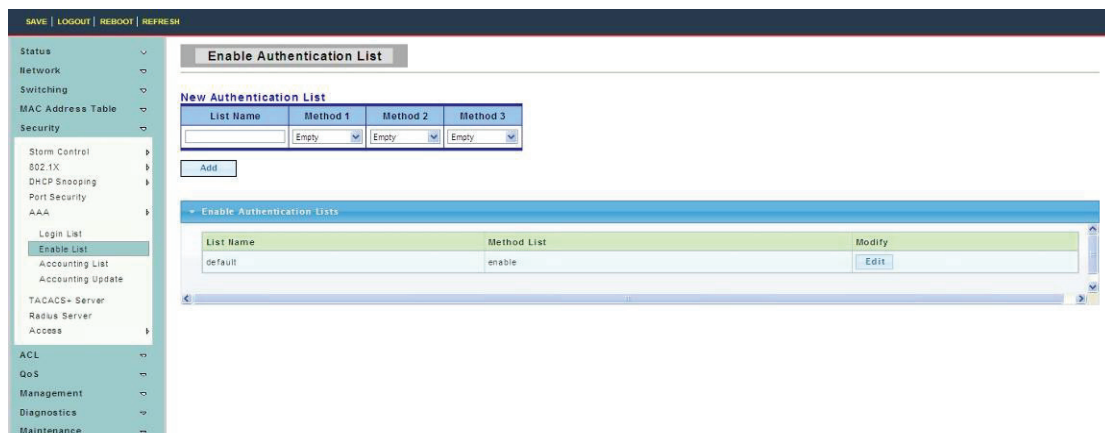 SAVE | LOGOUT | REBOOT | REFRESH
Status
Network
Switching
MAC Address Table
Security
Storm Control
802.1X
DHCP Snooping
Port Security
AAA
Login List
Enable List
Accounting List
Accounting Update
TACACS+ Server
Radius Server
Access
ACL
QoS
Management
Diagnostics
Maintenance
Enable Authentication List
New Authentication List
List Name Method 1 Method 2 Method 3
Empty Empty Empty
Add
Enable Authentication Lists
List Name Method List Modify
default enable Edit